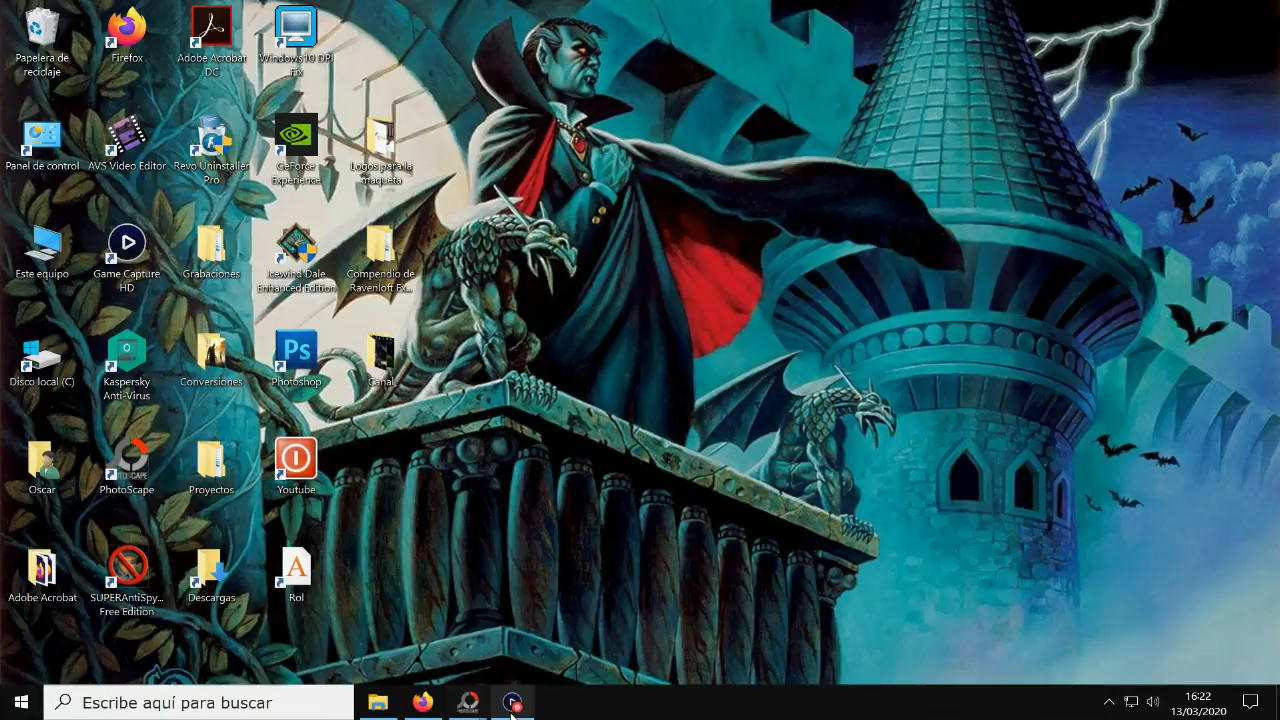 Papelera de
reciclaje
Firefox
Adobe Acrobat
DC
Windows 10 DPI
Fix
Panel de control
AVS Video Editor
Revo Uninstaller
Pro
GeForce
Experience
Logos para la
maqueta
Este equipo
Game Capture
HD
Grabaciones
Icewind Dale
Enhanced Edition
Compendio de
Ravenloft Ex...
Disco local (C)
Kaspersky
Anti-Virus
Conversiones
Ps
Photoshop
Canal
Oscar
PHOTOSCAPE
PhotoScape
Proyectos
Youtube
Adobe Acrobat
SUPERAntiSpy...
Free Edition
Descargas
A
Rol
Escribe aquí para buscar
16:22
13/03/2020